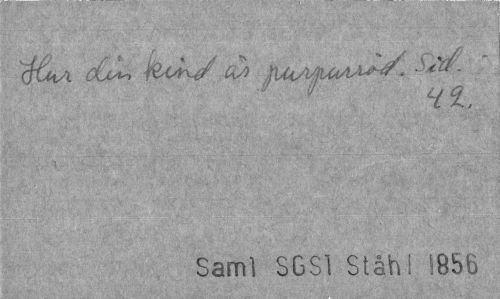 Hur din kind är purpurröd. Sid.
42.
Saml SGSl Ståhl 1856